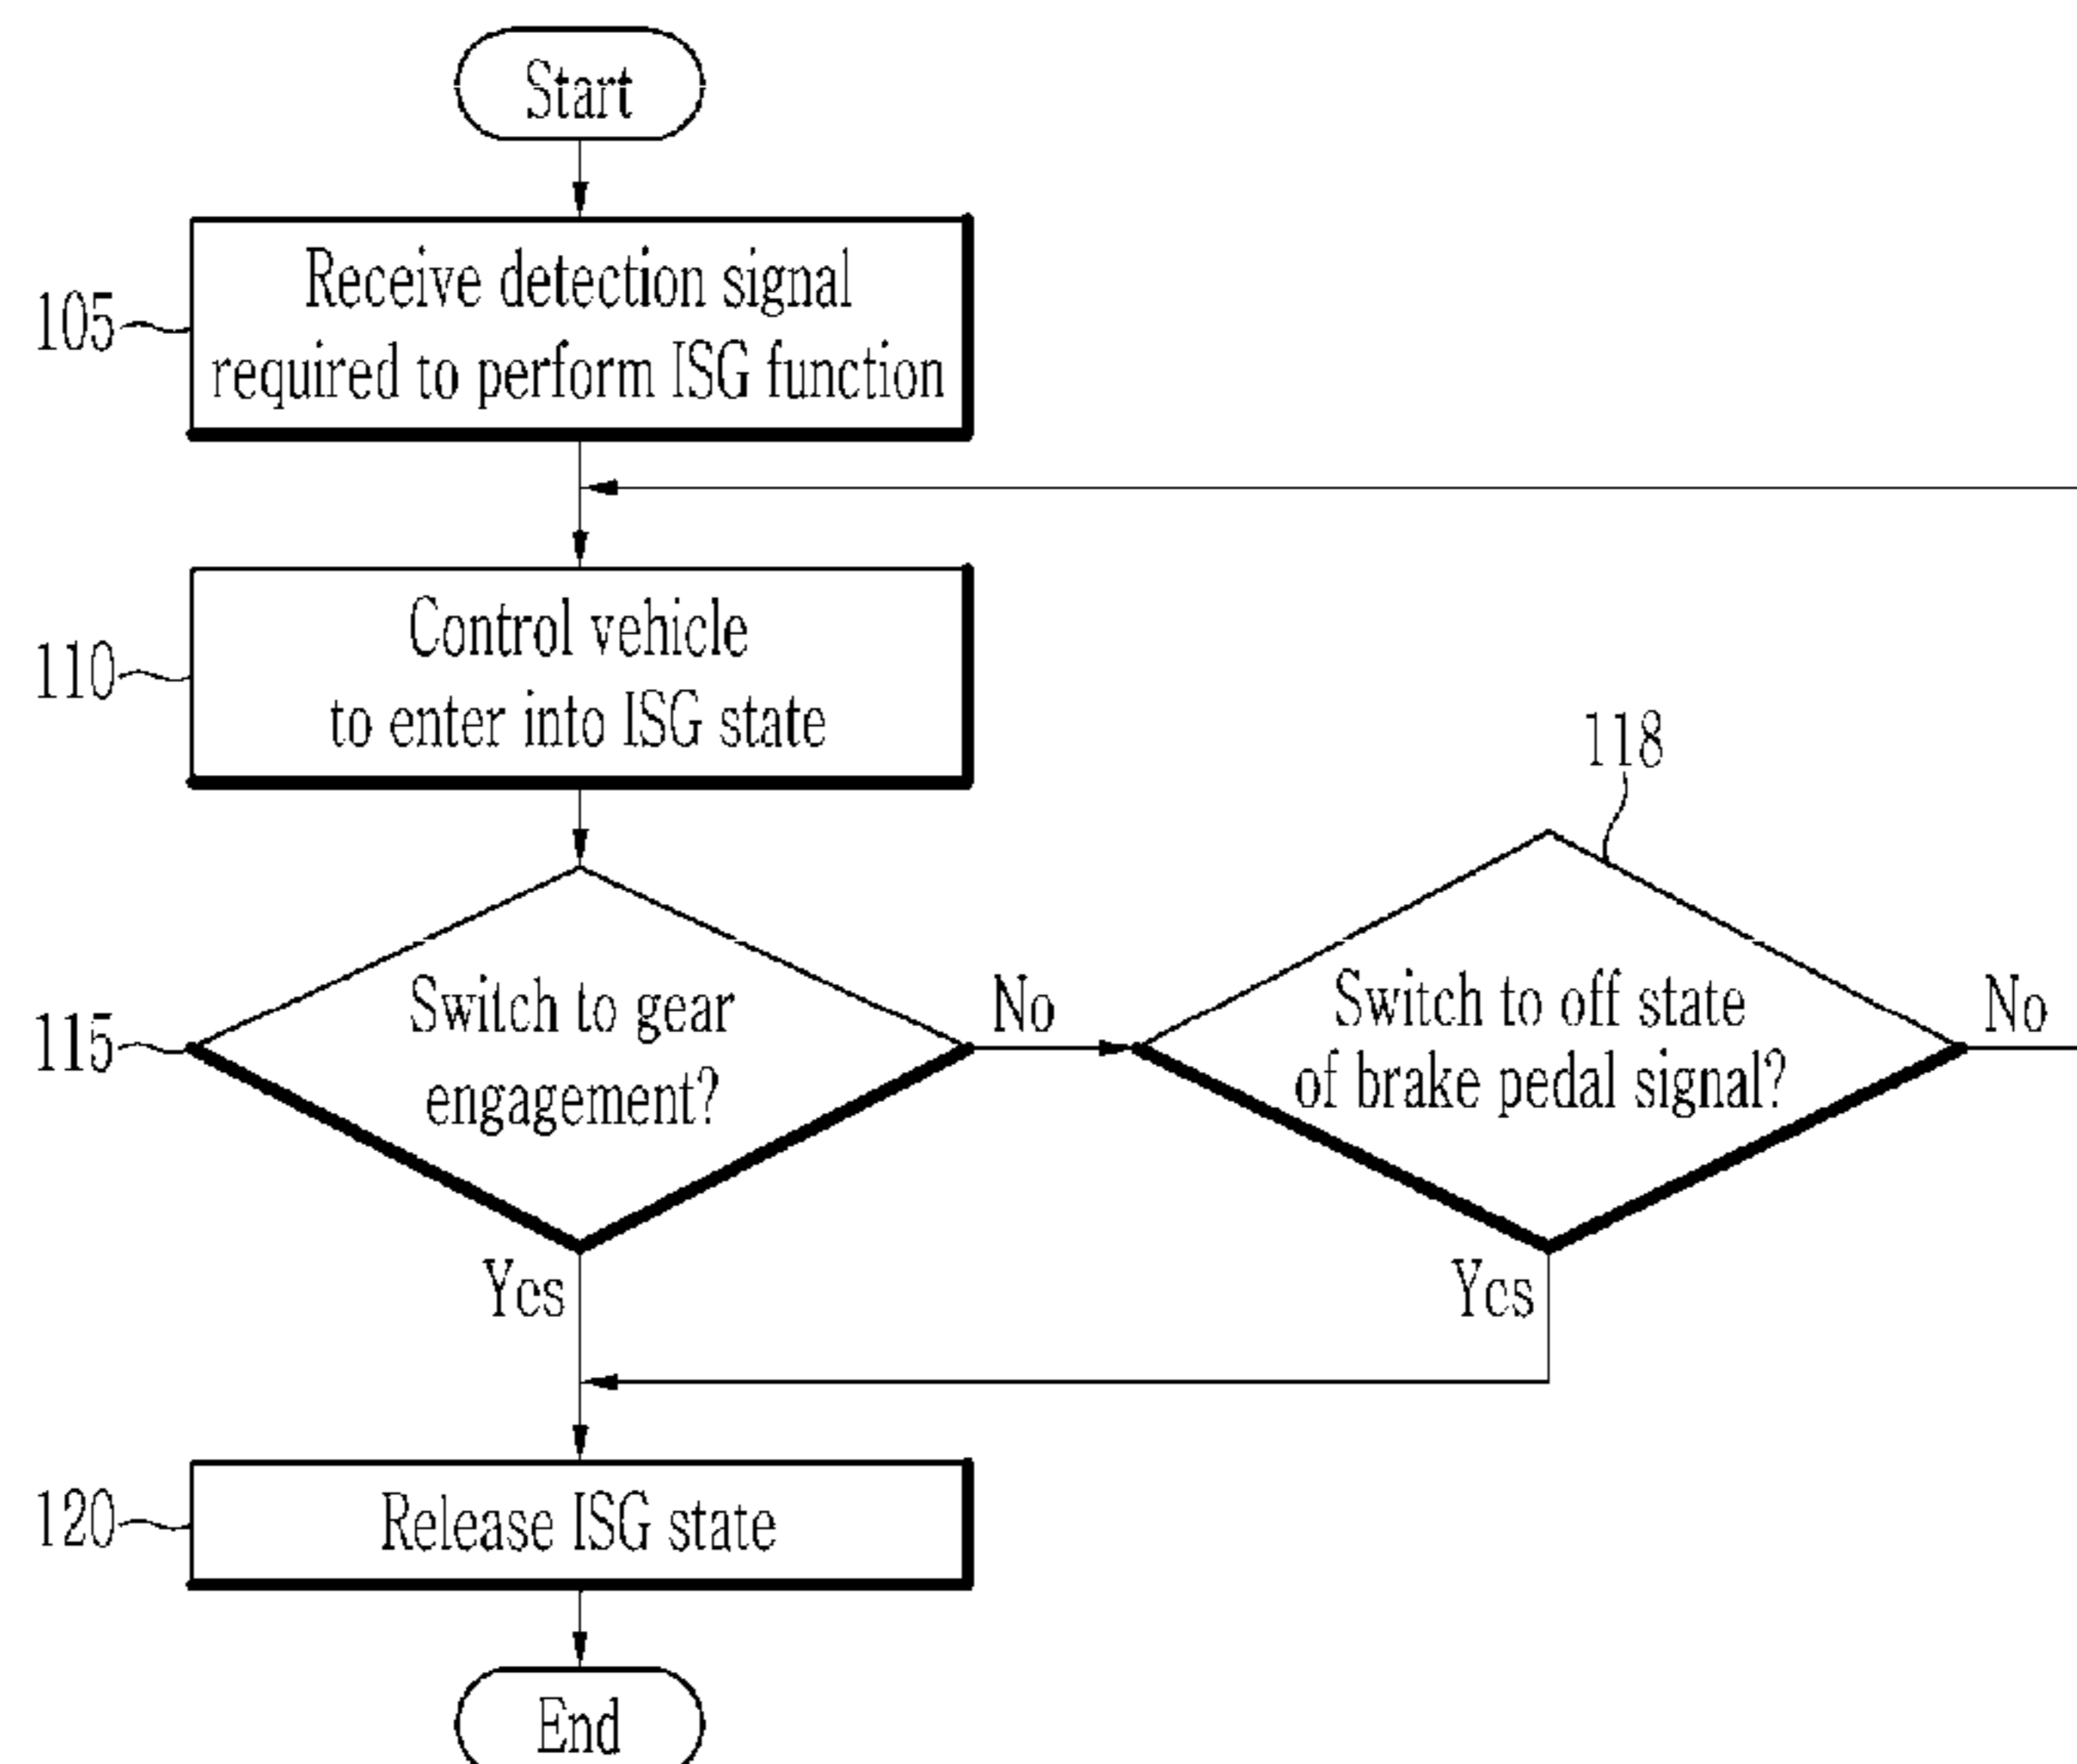 Start
105
Receive detection signal
required to perform ISG function
110
Control vehicle
to enter into ISG state
118
115
Switch to gear
engagement?
No
Switch to off state
of brake pedal signal?
No
Yes
Yes
120
Release ISG state
End